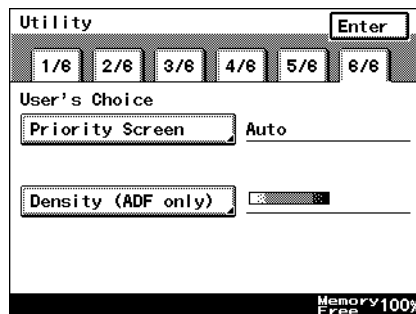 Utility Enter
1/6 2/6 3/6 4/6 5/6 6/6
User's Choice
Priority Screen Auto
Density (ADF only)
Memory
Free 100%